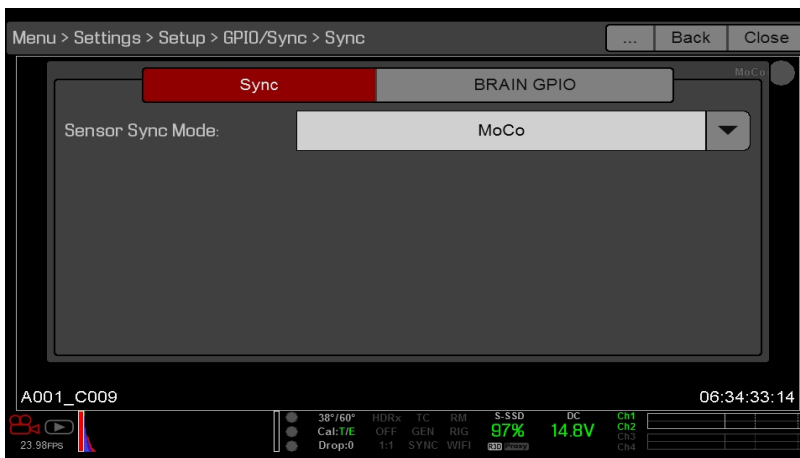 Menu > Settings > Setup > GPIO/Sync > Sync
...
Back
Close
MoCo
Sync
BRAIN GPIO
Sensor Sync Mode:
MoCo
A001_C009
06:34:33:14
23.98FPS
38°/60° HDRx TC RM
Cal:T/E OFF GEN RIG
Drop:0 1:1 SYNC WIFI
S-SSD
97%
R3D Proxy
DC
14.8V
Ch1
Ch2
Ch3
Ch4